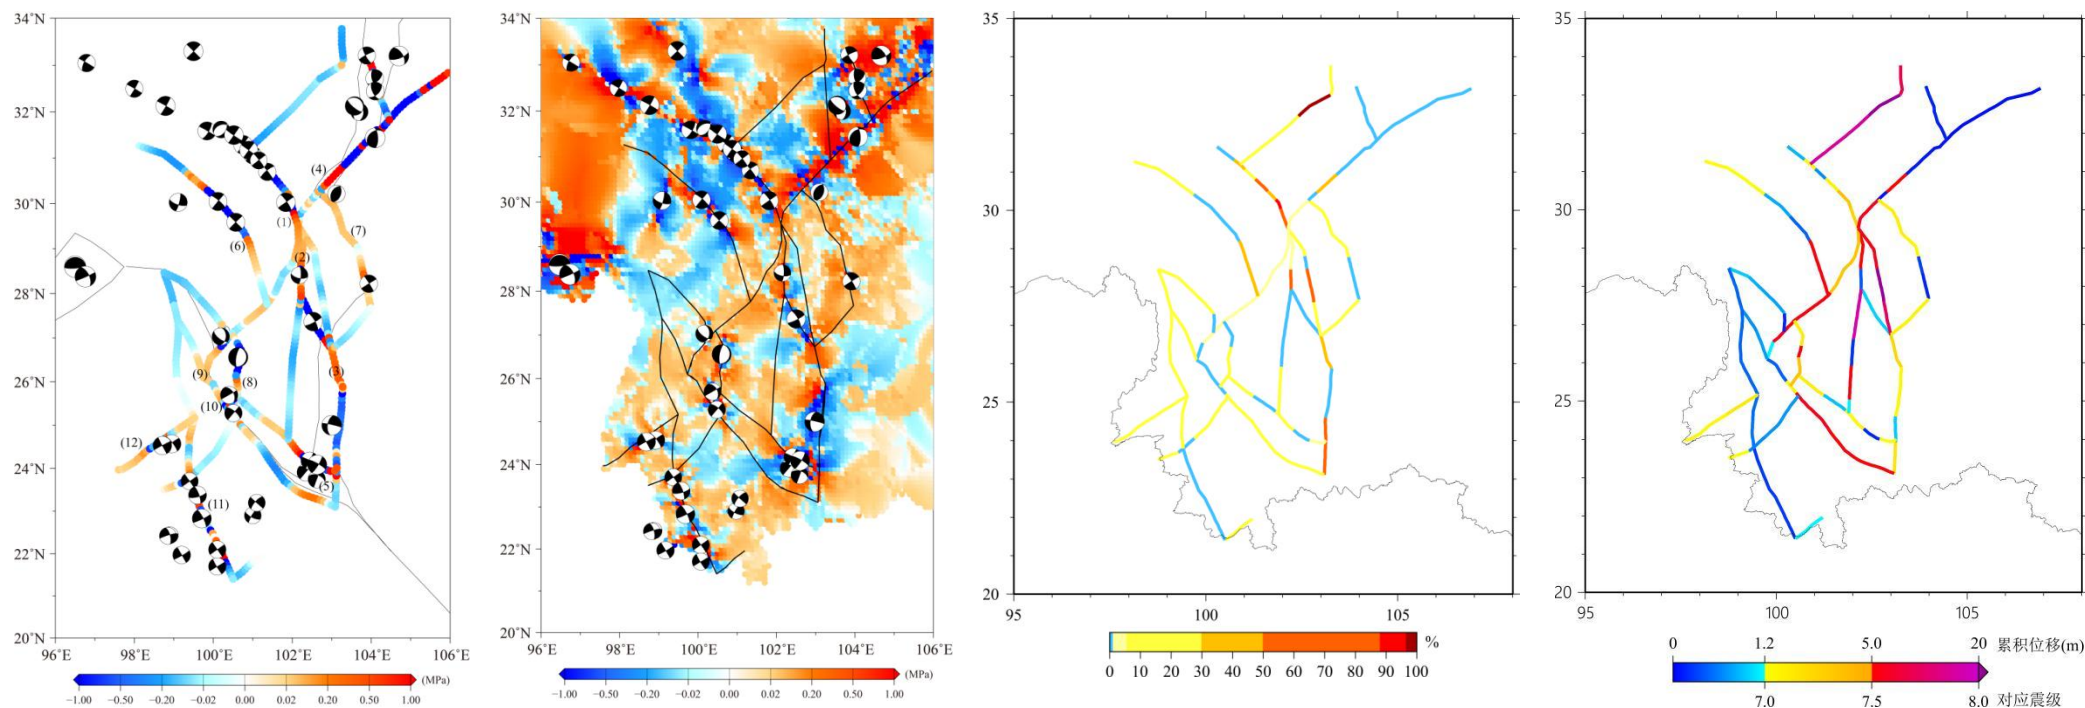 34°N
32°N
30°N
28°N
26°N
24°N
22°N
20°N
96°E 98°E 100°E 102°E 104°E 106°E
(1)
(2)
(3)
(4)
(5)
(6)
(7)
(8)
(9)
(10)
(11)
(12)
(MPa)
-1.00 -0.50 -0.20 -0.02 0.00 0.02 0.20 0.50 1.00
34°N
32°N
30°N
28°N
26°N
24°N
22°N
20°N
96°E 98°E 100°E 102°E 104°E 106°E
(MPa)
-1.00 -0.50 -0.20 -0.02 0.00 0.02 0.20 0.50 1.00
35
30
25
20
95 100 105
%
0 10 20 30 40 50 60 70 80 90 100
35
30
25
20
95 100 105
0 1.2 5.0 20 累积位移(m)
7.0 7.5 8.0 对应震级